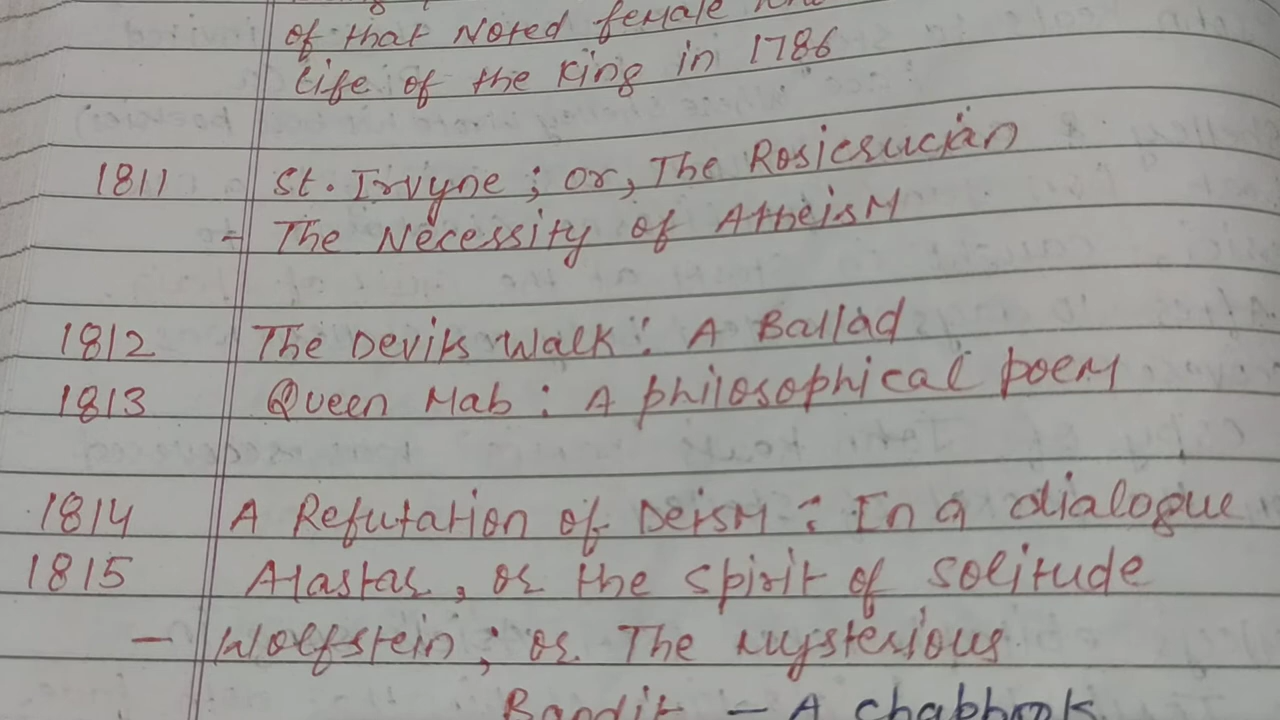 of that Noted female
life of the King in 1786
1811 St. Irvyne ; or, The Rosicrucian
- The Necessity of Atheism
1812 The Devils Walk : A Ballad
1813 Queen Mab : A philosophical poem
1814 A Refutation of Deism : In a dialogue
1815 Alastar, or the spirit of solitude
- Wolfstein ; or The mysterious
Bandit - A chabbook